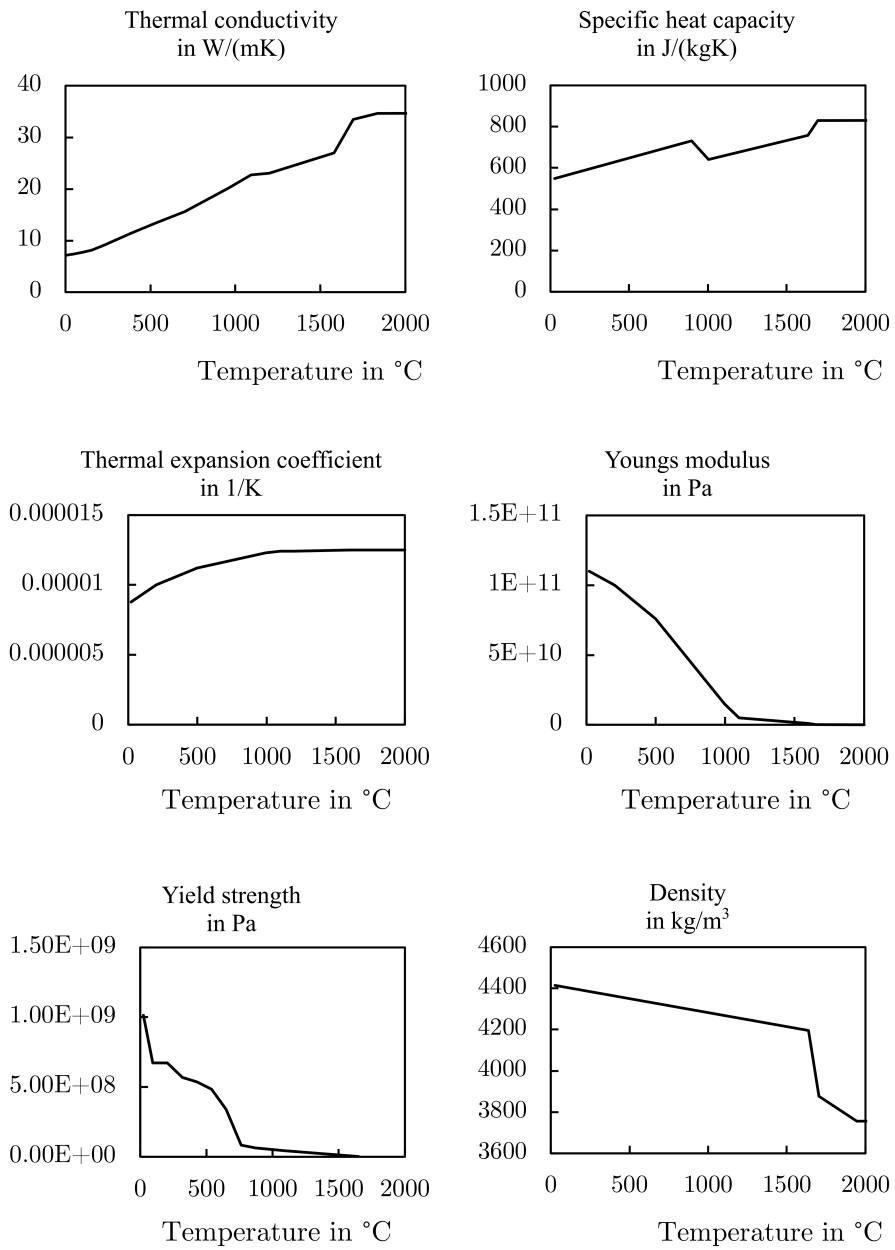 Thermal conductivity
in W/(mK)
40
30
20
10
0
0 500 1000 1500 2000
Temperature in °C
Specific heat capacity
in J/(kgK)
1000
800
600
400
200
0
0 500 1000 1500 2000
Temperature in °C
Thermal expansion coefficient
in 1/K
0.000015
0.00001
0.000005
0
0 500 1000 1500 2000
Temperature in °C
Youngs modulus
in Pa
1.5E+11
1E+11
5E+10
0
0 500 1000 1500 2000
Temperature in °C
Yield strength
in Pa
1.50E+09
1.00E+09
5.00E+08
0.00E+00
0 500 1000 1500 2000
Temperature in °C
Density
in kg/m³
4600
4400
4200
4000
3800
3600
0 500 1000 1500 2000
Temperature in °C